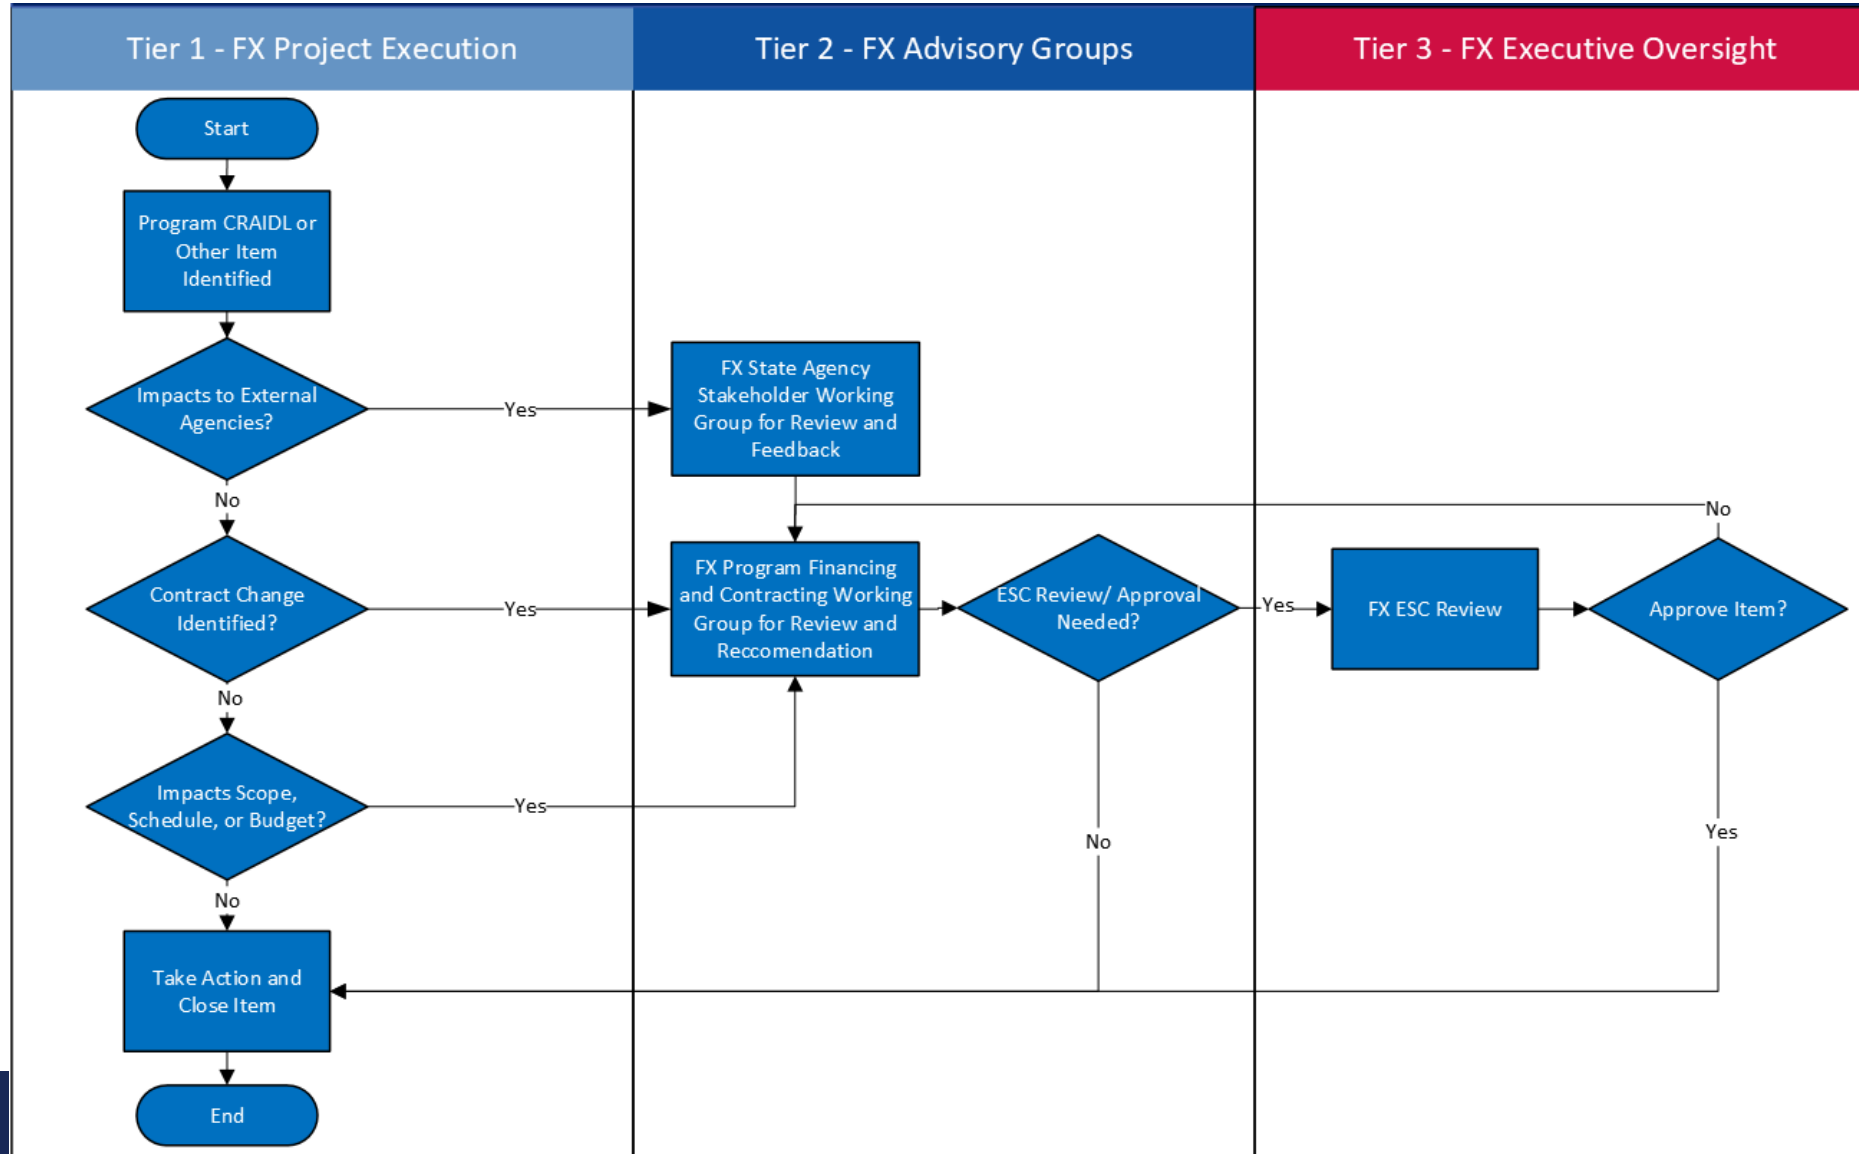 Tier 1 - FX Project Execution
Tier 2 - FX Advisory Groups
Tier 3 - FX Executive Oversight
Start
Program CRAIDL or
Other Item
Identified
Impacts to External
Agencies?
Yes
FX State Agency
Stakeholder Working
Group for Review and
Feedback
No
No
Contract Change
Identified?
Yes
FX Program Financing
and Contracting Working
Group for Review and
Reccomendation
ESC Review/ Approval
Needed?
Yes
FX ESC Review
Approve Item?
No
Impacts Scope,
Schedule, or Budget?
Yes
No
Yes
No
Take Action and
Close Item
End